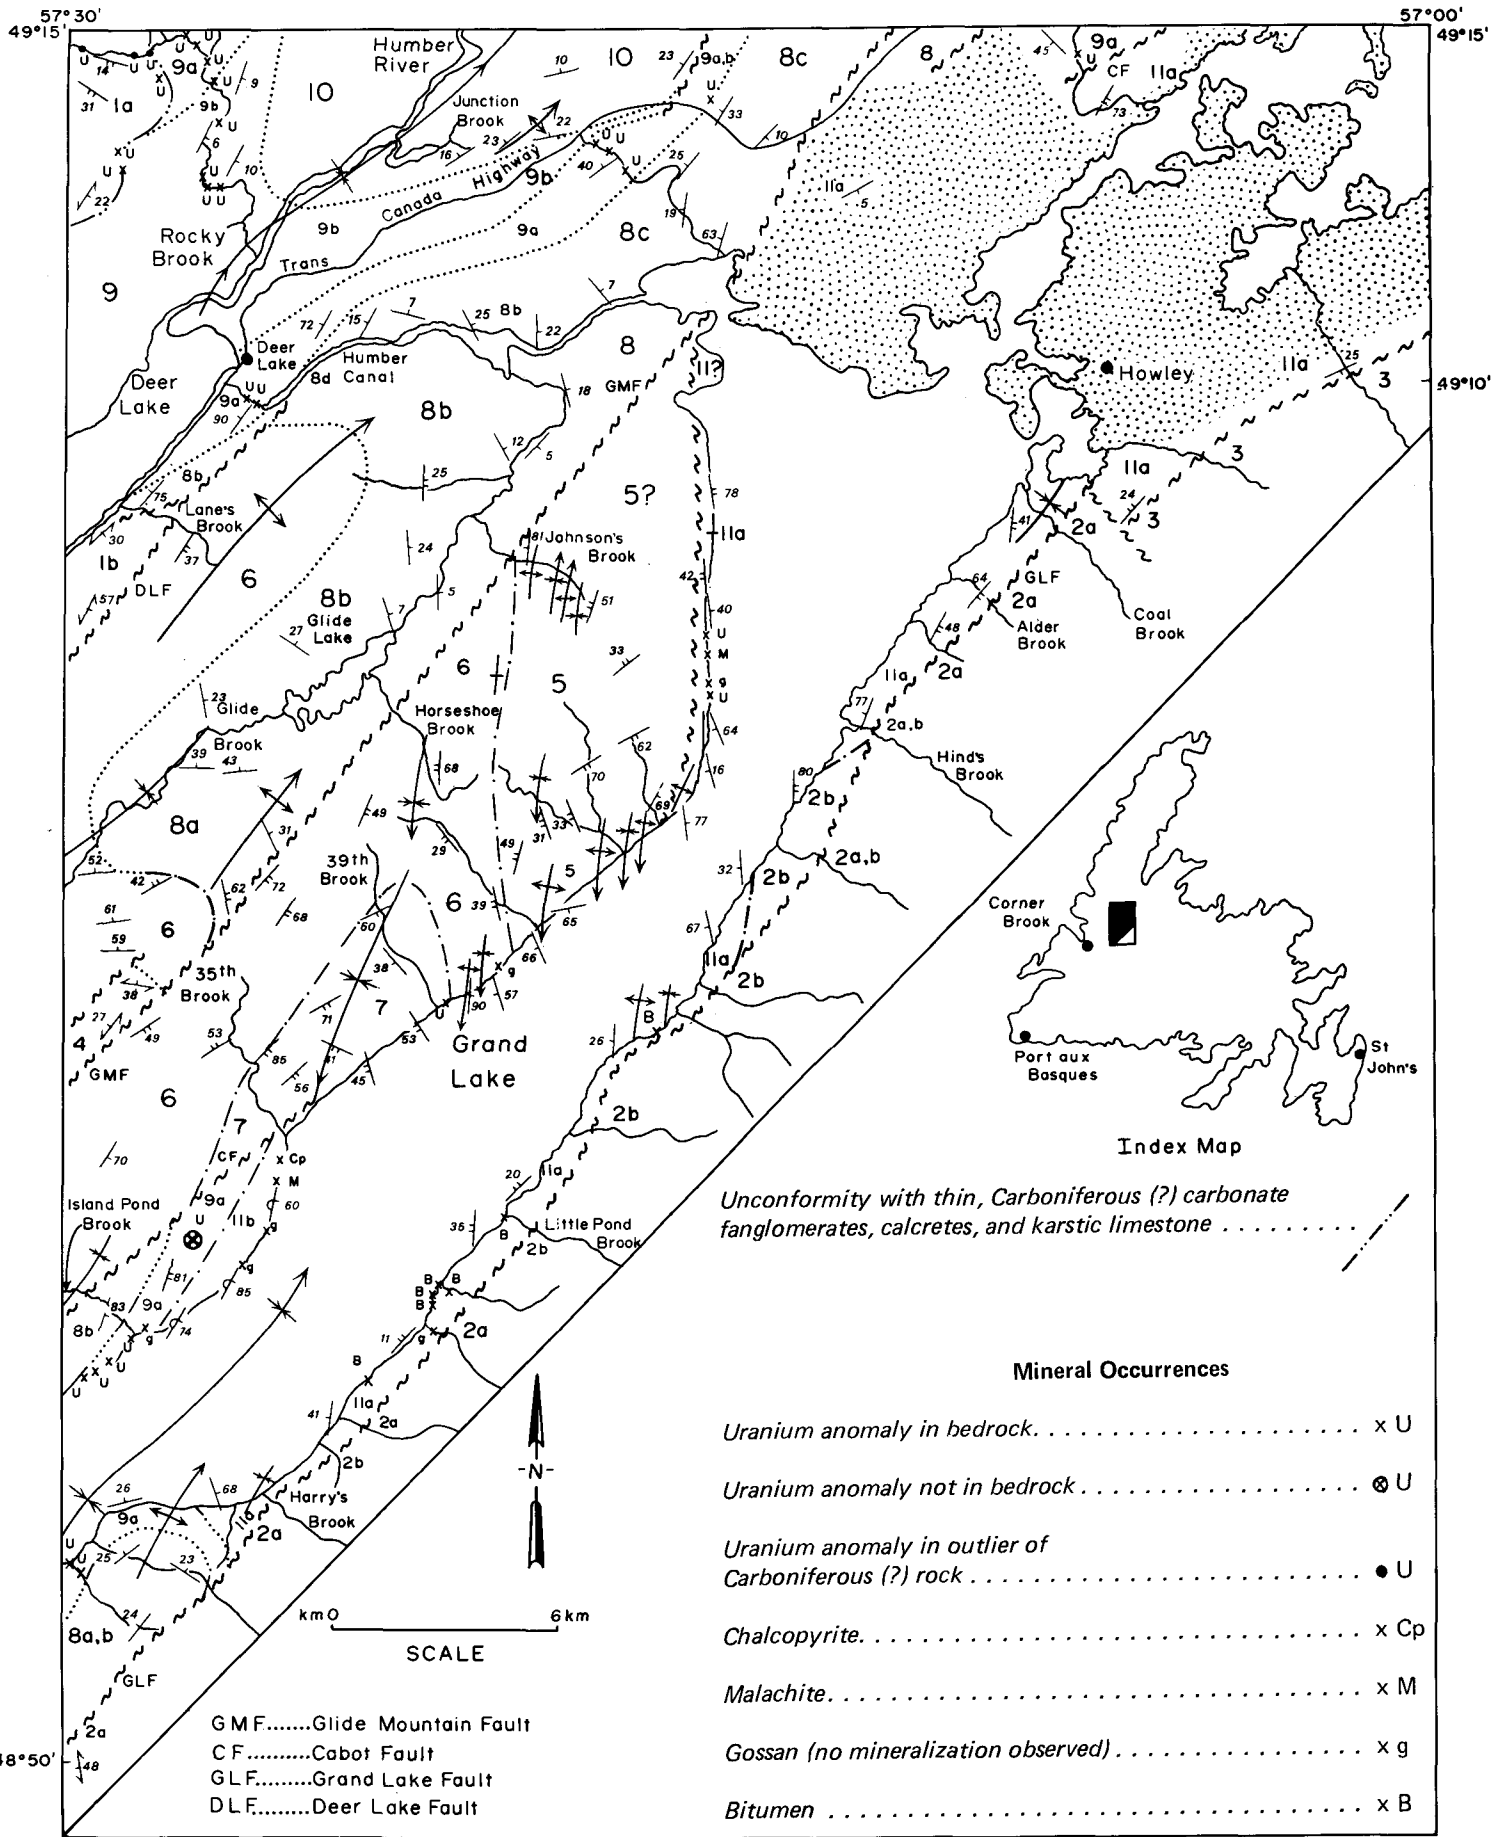 57°30'
57°00'
49°15'
49°15'
Humber
River
Junction
Brook
Trans Canada Highway
Rocky
Brook
Deer
Lake
Deer
Lake
Humber
Canal
Lane's
Brook
Johnson's
Brook
Howley
49°10'
Glide
Lake
Glide
Brook
Horseshoe
Brook
39th
Brook
35th
Brook
Coal
Brook
Alder
Brook
Hind's
Brook
Grand
Lake
Island Pond
Brook
Little Pond
Brook
Harry's
Brook
10
10
9a
9b
9a,b
8c
8
9a
CF
11a
1a
9
9b
9b
9a
8c
11a
8b
8
8d
9a
8b
8b
GMF
11?
5?
11a
11a
3
3
11a
3
2a
GLF
2a
2a
11a
2a,b
1b
DLF
6
8b
6
5
5
8a
6
6
7
4
GMF
6
7
CF
9a
U
11b
Cp
M
g
g
9a
8b
2b
2a,b
2b
11a
2b
2b
11a
2b
2a
11a
2a
2b
11a
2a
9a
8a,b
GLF
2a
48°50'
Corner
Brook
Port aux
Basques
St
John's
Index Map
Unconformity with thin, Carboniferous (?) carbonate
fanglomerates, calcretes, and karstic limestone . . . . . . . . .
Mineral Occurrences
Uranium anomaly in bedrock. . . . . . . . . . . . . . . . . . . . . . . x U
Uranium anomaly not in bedrock . . . . . . . . . . . . . . . . . . . ⊗ U
Uranium anomaly in outlier of
Carboniferous (?) rock . . . . . . . . . . . . . . . . . . . . . . . . . . . ● U
Chalcopyrite. . . . . . . . . . . . . . . . . . . . . . . . . . . . . . . . . . x Cp
Malachite. . . . . . . . . . . . . . . . . . . . . . . . . . . . . . . . . . . . x M
Gossan (no mineralization observed) . . . . . . . . . . . . . . . . x g
Bitumen . . . . . . . . . . . . . . . . . . . . . . . . . . . . . . . . . . . . x B
-N-
km 0 6 km
SCALE
GMF.......Glide Mountain Fault
CF..........Cabot Fault
GLF.........Grand Lake Fault
DLF.........Deer Lake Fault